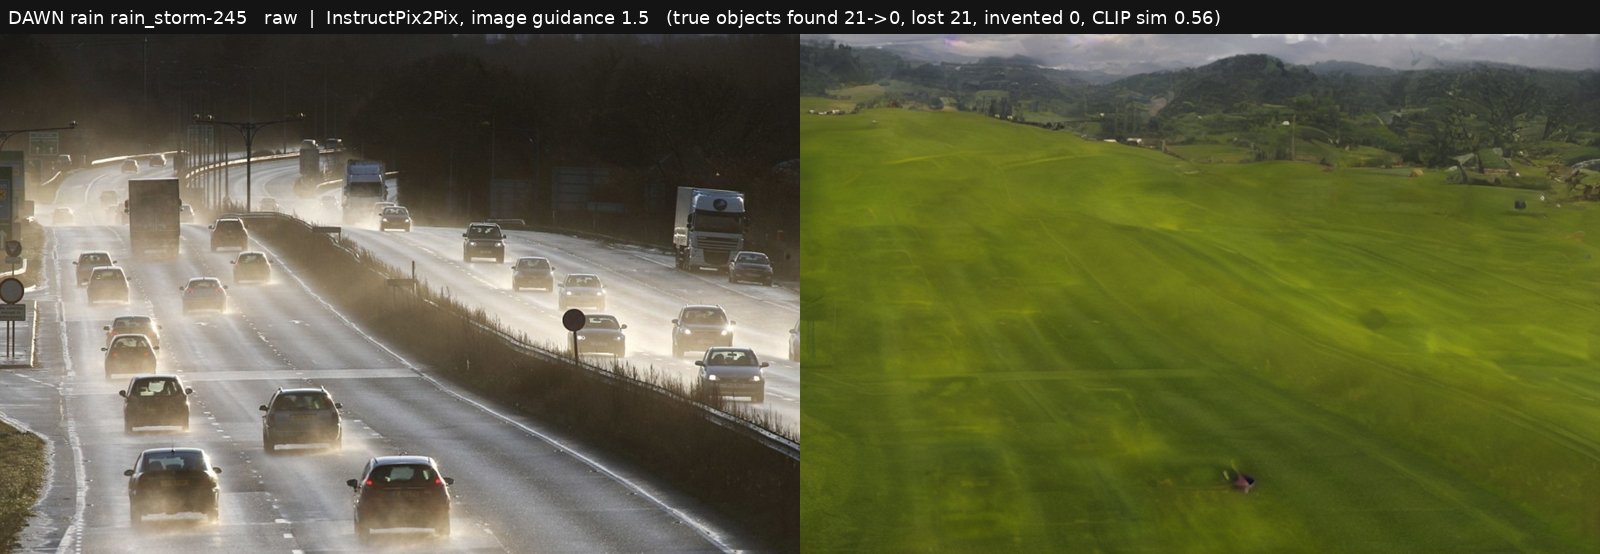 DAWN rain rain_storm-245   raw  |  InstructPix2Pix, image guidance 1.5   (true objects found 21->0, lost 21, invented 0, CLIP sim 0.56)